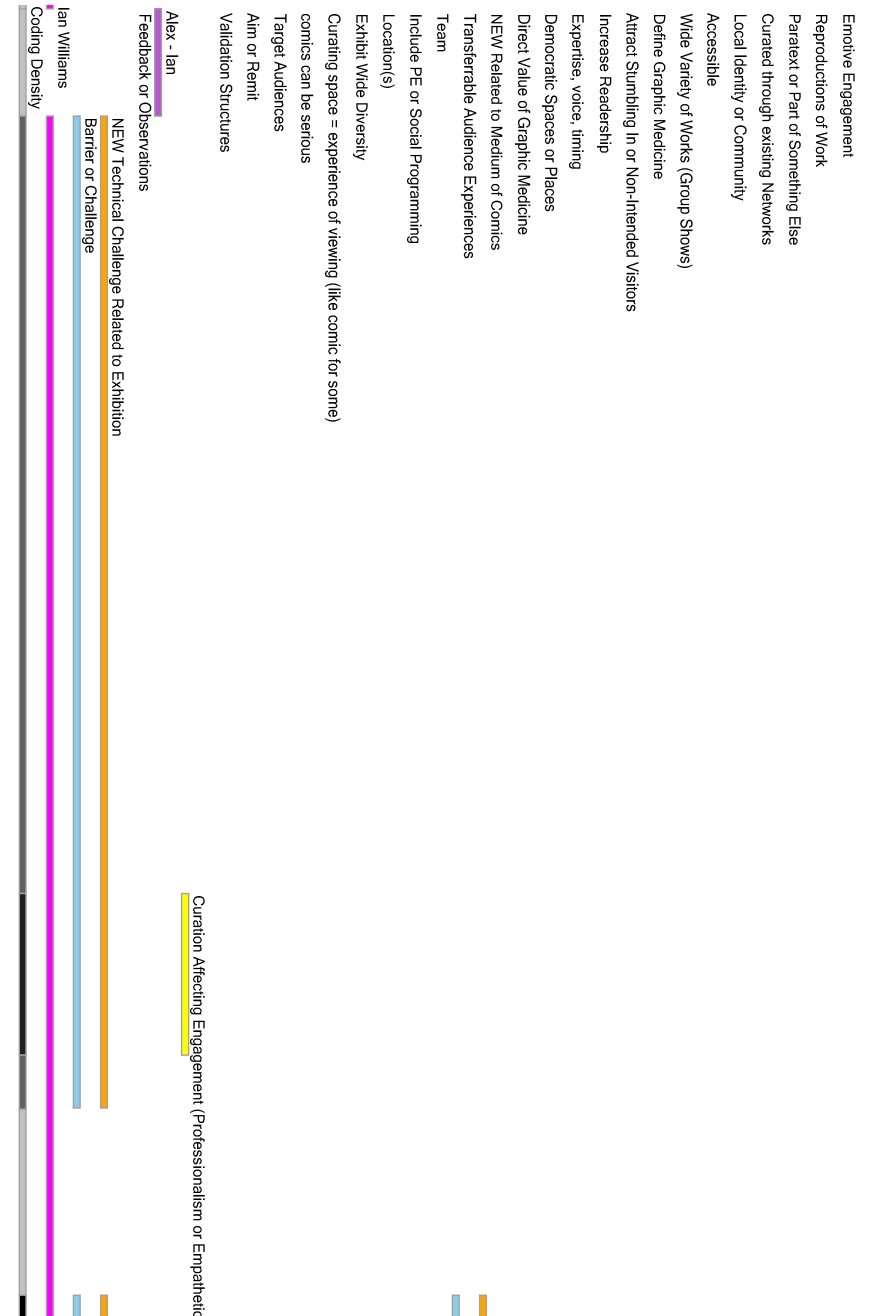 Emotive Engagement
Reproductions of Work
Paratext or Part of Something Else
Curated through existing Networks
Local Identity or Community
Accessible
Wide Variety of Works (Group Shows)
Define Graphic Medicine
Attract Stumbling In or Non-Intended Visitors
Increase Readership
Expertise, voice, timing
Democratic Spaces or Places
Direct Value of Graphic Medicine
NEW Related to Medium of Comics
Transferrable Audience Experiences
Team
Include PE or Social Programming
Location(s)
Exhibit Wide Diversity
Curating space = experience of viewing (like comic for some)
comics can be serious
Target Audiences
Aim or Remit
Validation Structures
Curation Affecting Engagement (Professionalism or Empathetic
Alex - Ian
Feedback or Observations
NEW Technical Challenge Related to Exhibition
Barrier or Challenge
Ian Williams
Coding Density